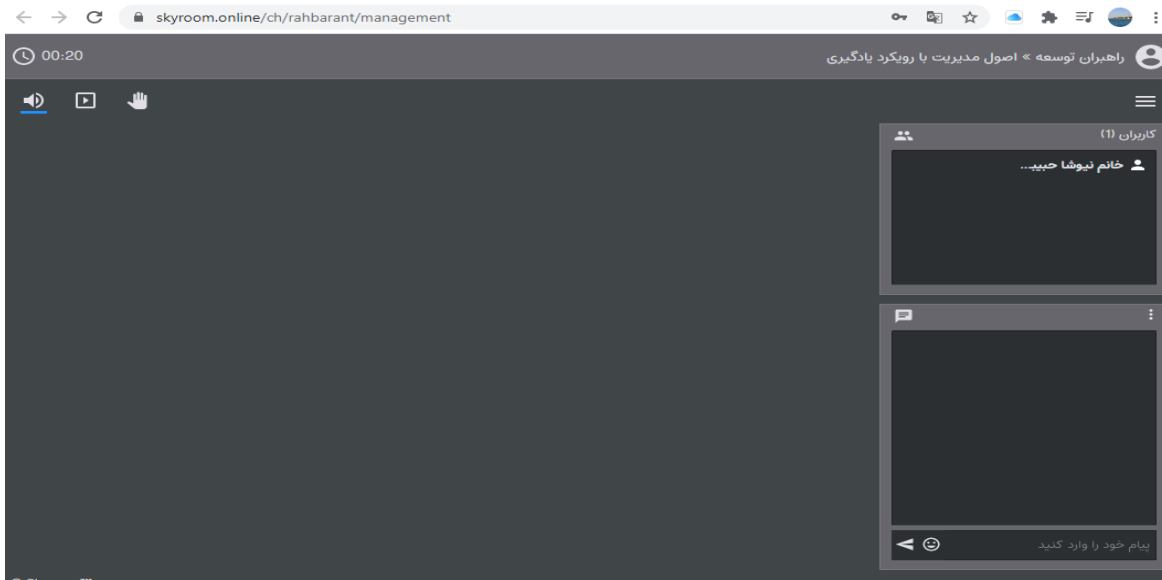 skyroom.online/ch/rahbarant/management
00:20
راهبران توسعه » اصول مدیریت با رویکرد یادگیری
کاربران (1)
خانم نیوشا حبیبـ...
پیام خود را وارد کنید